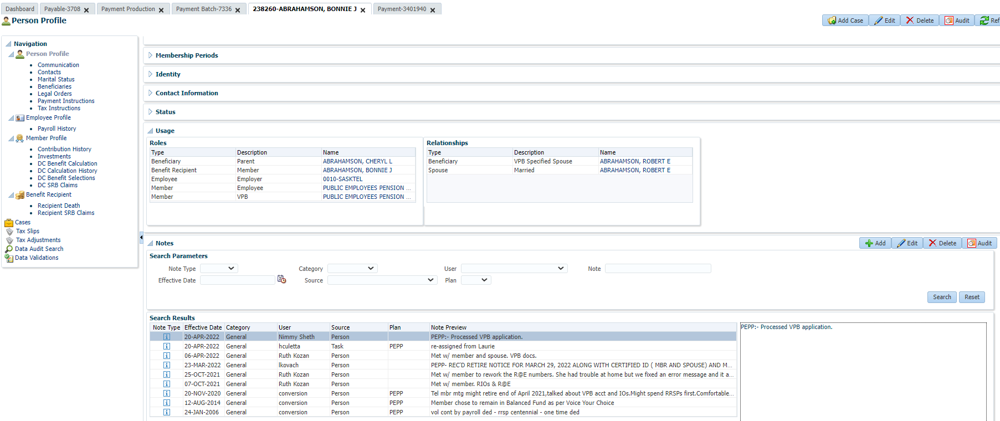 Dashboard Payable-3708 Payment Production Payment Batch-7336 238260-ABRAHAMSON, BONNIE J Payment-3401940
Person Profile
Add Case Edit Delete Audit Ref
Navigation
Person Profile
Communication
Contacts
Marital Status
Beneficiaries
Legal Orders
Payment Instructions
Tax Instructions
Employee Profile
Payroll History
Member Profile
Contribution History
Investments
DC Benefit Calculation
DC Calculation History
DC Benefit Selections
DC SRB Claims
Benefit Recipient
Recipient Death
Recipient SRB Claims
Cases
Tax Slips
Tax Adjustments
Data Audit Search
Data Validations
Membership Periods
Identity
Contact Information
Status
Usage
Roles
Type Description Name
Beneficiary Parent ABRAHAMSON, CHERYL L
Benefit Recipient Member ABRAHAMSON, BONNIE J
Employee Employer 0010-SASKTEL
Member Employee PUBLIC EMPLOYEES PENSION ...
Member VPB PUBLIC EMPLOYEES PENSION ...
Relationships
Type Description Name
Beneficiary VPB Specified Spouse ABRAHAMSON, ROBERT E
Spouse Married ABRAHAMSON, ROBERT E
Notes
Add Edit Delete Audit
Search Parameters
Note Type Category User Note
Effective Date Source Plan
Search Reset
Search Results
Note Type Effective Date Category User Source Plan Note Preview
20-APR-2022 General Nimmy Sheth Person PEPP:- Processed VPB application.
20-APR-2022 General hculetta Task PEPP re-assigned from Laurie
06-APR-2022 General Ruth Kozan Person Met w/ member and spouse. VPB docs.
23-MAR-2022 General lkovach Person PEPP- REC'D RETIRE NOTICE FOR MARCH 29, 2022 ALONG WITH CERTIFIED ID ( MBR AND SPOUSE) AND M...
25-OCT-2021 General Ruth Kozan Person Met w/ member to rework the R@E numbers. She had trouble at home but we fixed an error message and it a...
07-OCT-2021 General Ruth Kozan Person Met w/ member. RIOs & R@E
20-NOV-2020 General conversion Person PEPP Tel mbr mtg might retire end of April 2021,talked about VPB acct and IOs.Might spend RRSPs first.Comfortable...
12-AUG-2014 General conversion Person PEPP Member chose to remain in Balanced Fund as per Voice Your Choice
24-JAN-2006 General conversion Person PEPP vol cont by payroll ded - rrsp centennial - one time ded
PEPP:- Processed VPB application.